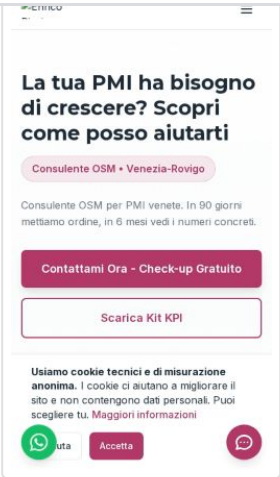 Enrico
La tua PMI ha bisogno
di crescere? Scopri
come posso aiutarti
Consulente OSM • Venezia-Rovigo
Consulente OSM per PMI venete. In 90 giorni
mettiamo ordine, in 6 mesi vedi i numeri concreti.
Contattami Ora - Check-up Gratuito
Scarica Kit KPI
Usiamo cookie tecnici e di misurazione
anonima. I cookie ci aiutano a migliorare il
sito e non contengono dati personali. Puoi
scegliere tu. Maggiori informazioni
uta
Accetta